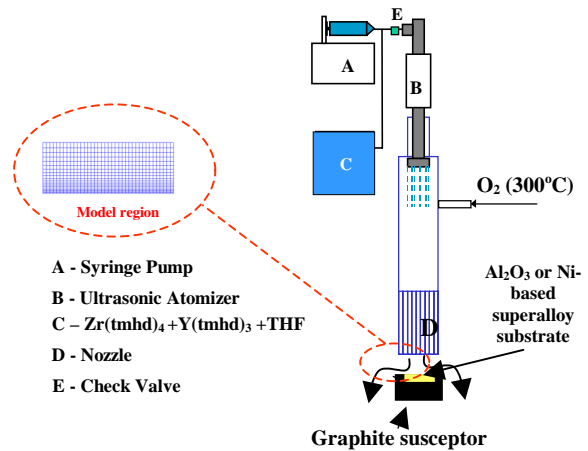 E
A
B
C
O₂ (300°C)
Model region
A - Syringe Pump
B - Ultrasonic Atomizer
C – Zr(tmhd)₄ +Y(tmhd)₃ +THF
D - Nozzle
E - Check Valve
Al₂O₃ or Ni-
based
superalloy
substrate
D
Graphite susceptor